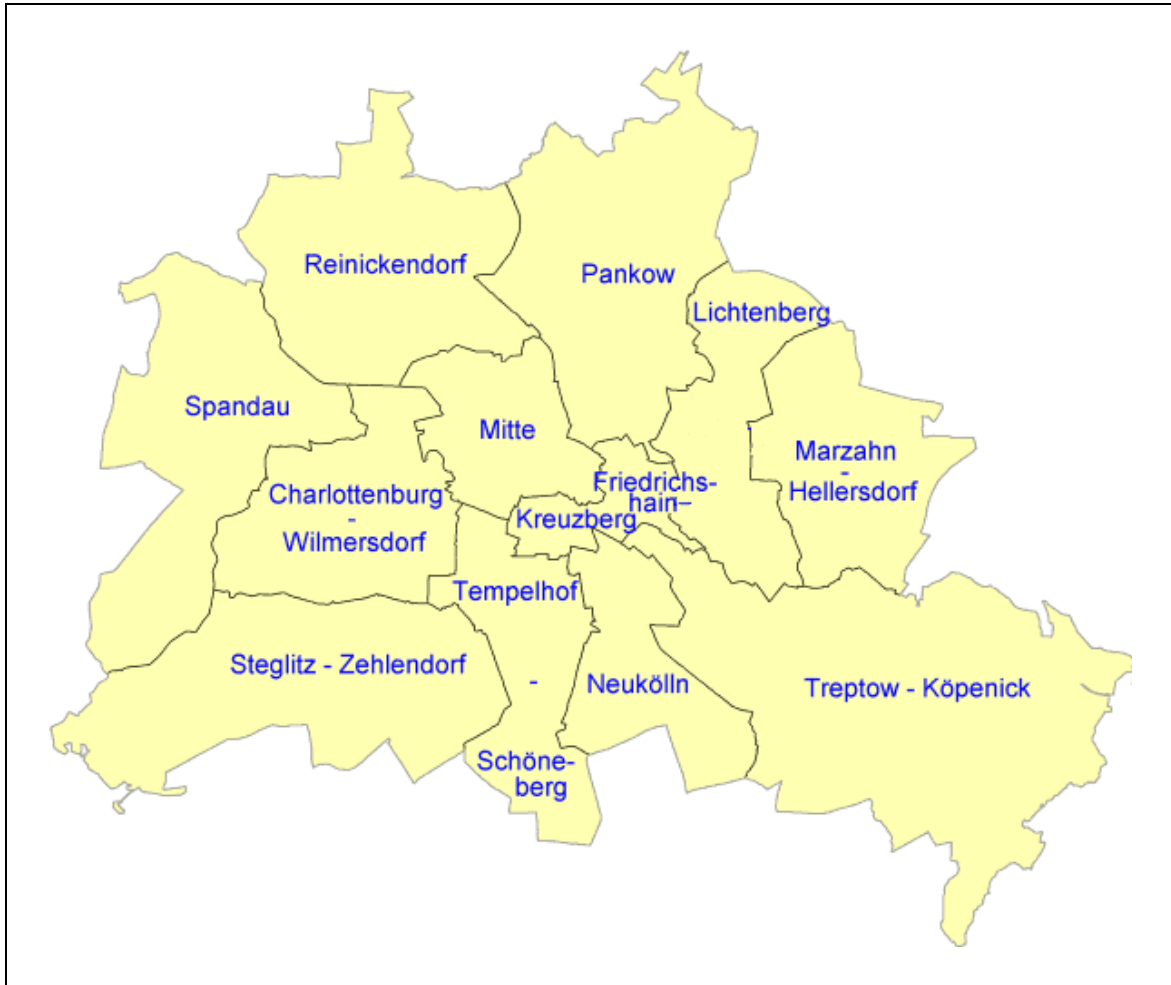 Reinickendorf
Pankow
Lichtenberg
Spandau
Mitte
Marzahn
-
Hellersdorf
Charlottenburg
-
Wilmersdorf
Friedrichs-
hain–
Kreuzberg
Tempelhof
-
Schöne-
berg
Steglitz - Zehlendorf
Neukölln
Treptow - Köpenick